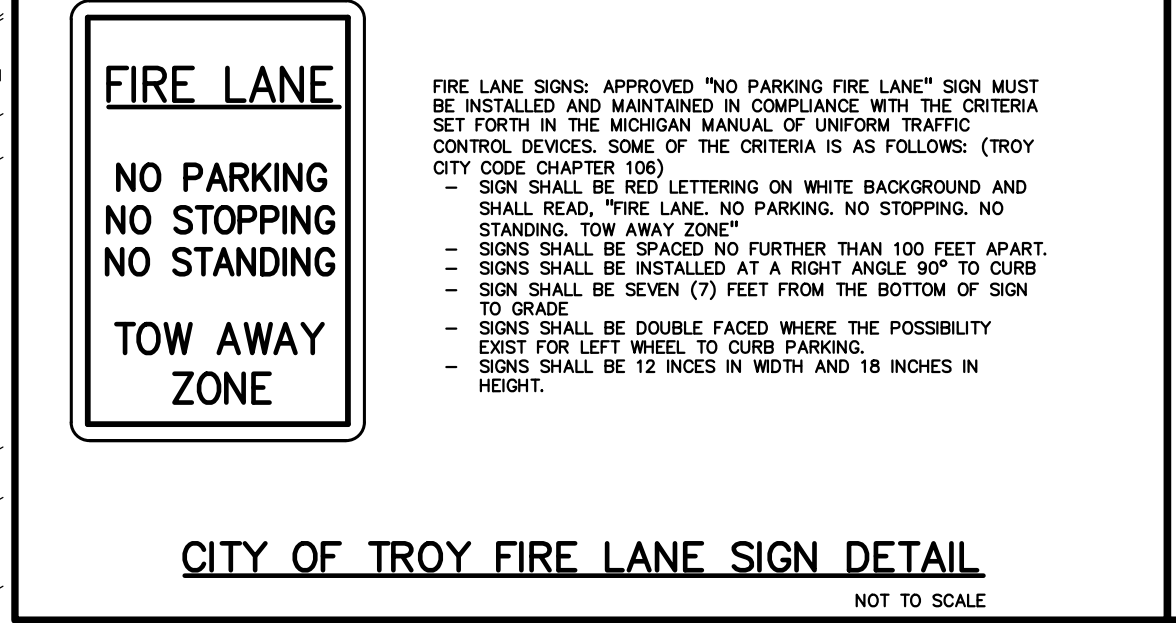 FIRE LANE
NO PARKING
NO STOPPING
NO STANDING
TOW AWAY
ZONE
FIRE LANE SIGNS: APPROVED "NO PARKING FIRE LANE" SIGN MUST
BE INSTALLED AND MAINTAINED IN COMPLIANCE WITH THE CRITERIA
SET FORTH IN THE MICHIGAN MANUAL OF UNIFORM TRAFFIC
CONTROL DEVICES. SOME OF THE CRITERIA IS AS FOLLOWS: (TROY
CITY CODE CHAPTER 106)
– SIGN SHALL BE RED LETTERING ON WHITE BACKGROUND AND
SHALL READ, "FIRE LANE. NO PARKING. NO STOPPING. NO
STANDING. TOW AWAY ZONE"
– SIGNS SHALL BE SPACED NO FURTHER THAN 100 FEET APART.
– SIGNS SHALL BE INSTALLED AT A RIGHT ANGLE 90° TO CURB
– SIGN SHALL BE SEVEN (7) FEET FROM THE BOTTOM OF SIGN
TO GRADE
– SIGNS SHALL BE DOUBLE FACED WHERE THE POSSIBILITY
EXIST FOR LEFT WHEEL TO CURB PARKING.
– SIGNS SHALL BE 12 INCES IN WIDTH AND 18 INCHES IN
HEIGHT.
CITY OF TROY FIRE LANE SIGN DETAIL
NOT TO SCALE